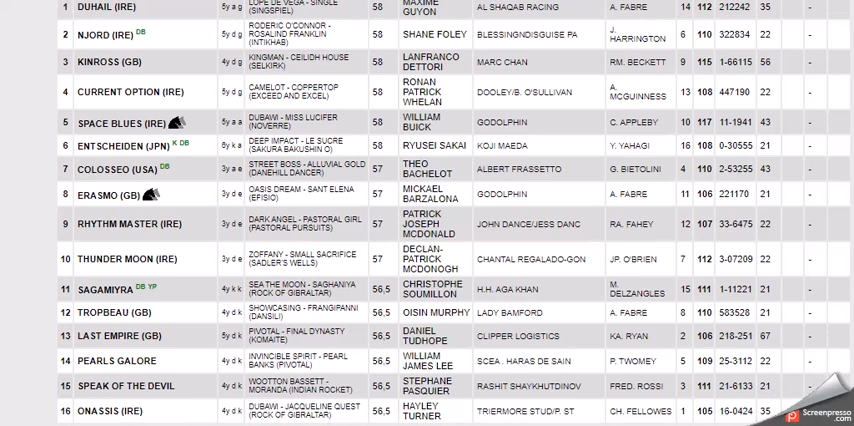 1 DUHAIL (IRE) 5y a g LOPE DE VEGA - SINGLE (SINGSPIEL) 58 MAXIME GUYON AL SHAQAB RACING A. FABRE 14 112 212242 35
2 NJORD (IRE) DB 5y d g RODERIC O'CONNOR - ROSALIND FRANKLIN (INTIKHAB) 58 SHANE FOLEY BLESSINGNDISGUISE PA J. HARRINGTON 6 110 322834 22 -
3 KINROSS (GB) 4y d g KINGMAN - CEILIDH HOUSE (SELKIRK) 58 LANFRANCO DETTORI MARC CHAN RM. BECKETT 9 115 1-66115 56 -
4 CURRENT OPTION (IRE) 5y d g CAMELOT - COPPERTOP (EXCEED AND EXCEL) 58 RONAN PATRICK WHELAN DOOLEY/B. O'SULLIVAN A. MCGUINNESS 13 108 447190 22 -
5 SPACE BLUES (IRE) 5y a a DUBAWI - MISS LUCIFER (NOVERRE) 58 WILLIAM BUICK GODOLPHIN C. APPLEBY 10 117 11-1941 43 -
6 ENTSCHEIDEN (JPN) K DB 6y k a DEEP IMPACT - LE SUCRE (SAKURA BAKUSHIN O) 58 RYUSEI SAKAI KOJI MAEDA Y. YAHAGI 16 108 0-30555 21 -
7 COLOSSEO (USA) DB 3y a e STREET BOSS - ALLUVIAL GOLD (DANEHILL DANCER) 57 THEO BACHELOT ALBERT FRASSETTO G. BIETOLINI 4 110 2-53255 43 -
8 ERASMO (GB) 3y d e OASIS DREAM - SANT ELENA (EFISIO) 57 MICKAEL BARZALONA GODOLPHIN A. FABRE 11 106 221170 21 -
9 RHYTHM MASTER (IRE) 3y d e DARK ANGEL - PASTORAL GIRL (PASTORAL PURSUITS) 57 PATRICK JOSEPH MCDONALD JOHN DANCE/JESS DANC RA. FAHEY 12 107 33-6475 22 -
10 THUNDER MOON (IRE) 3y d e ZOFFANY - SMALL SACRIFICE (SADLER'S WELLS) 57 DECLAN-PATRICK MCDONOGH CHANTAL REGALADO-GON JP. O'BRIEN 7 112 3-07209 22 -
11 SAGAMIYRA DB YP 4y k k SEA THE MOON - SAGHANIYA (ROCK OF GIBRALTAR) 56,5 CHRISTOPHE SOUMILLON H.H. AGA KHAN M. DELZANGLES 15 111 1-11221 21 -
12 TROPBEAU (GB) 4y d k SHOWCASING - FRANGIPANNI (DANSILI) 56,5 OISIN MURPHY LADY BAMFORD A. FABRE 8 110 583528 21 -
13 LAST EMPIRE (GB) 5y d k PIVOTAL - FINAL DYNASTY (KOMAITE) 56,5 DANIEL TUDHOPE CLIPPER LOGISTICS KA. RYAN 2 106 218-251 67 -
14 PEARLS GALORE 4y d k INVINCIBLE SPIRIT - PEARL BANKS (PIVOTAL) 56,5 WILLIAM JAMES LEE SCEA . HARAS DE SAIN P. TWOMEY 5 109 25-3112 22 -
15 SPEAK OF THE DEVIL 4y d k WOOTTON BASSETT - MORANDA (INDIAN ROCKET) 56,5 STEPHANE PASQUIER RASHIT SHAYKHUTDINOV FRED. ROSSI 3 111 21-6133 21 -
16 ONASSIS (IRE) 4y d k DUBAWI - JACQUELINE QUEST (ROCK OF GIBRALTAR) 56,5 HAYLEY TURNER TRIERMORE STUD/P. ST CH. FELLOWES 1 105 16-0424 35 -
Screenpresso
.com